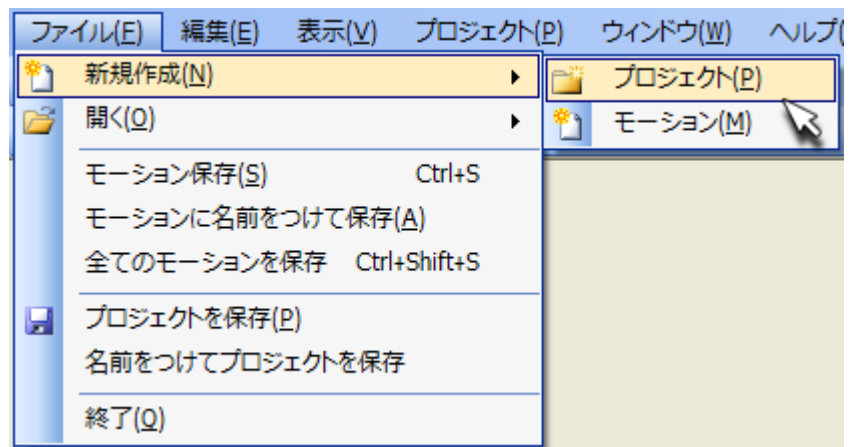 ファイル(F) 編集(E) 表示(V) プロジェクト(P) ウィンドウ(W) ヘルプ(
新規作成(N)
プロジェクト(P)
開く(O)
モーション(M)
モーション保存(S) Ctrl+S
モーションに名前をつけて保存(A)
全てのモーションを保存 Ctrl+Shift+S
プロジェクトを保存(P)
名前をつけてプロジェクトを保存
終了(Q)